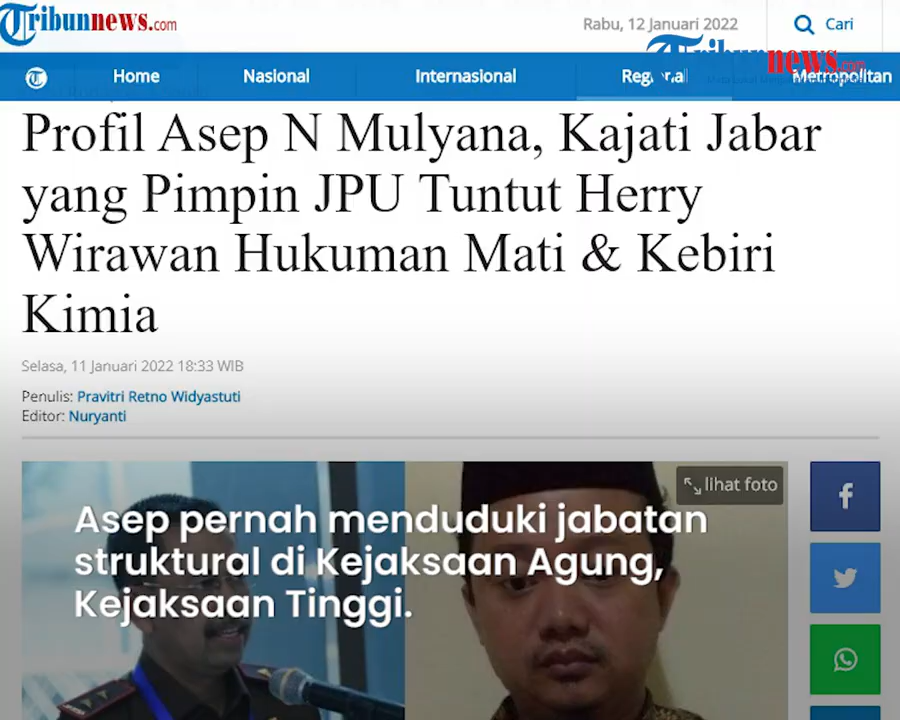 Tribunnews.com
Rabu, 12 Januari 2022
Cari
Tribunnews.com
Home Nasional Internasional Regional Metropolitan
Profil Asep N Mulyana, Kajati Jabar
yang Pimpin JPU Tuntut Herry
Wirawan Hukuman Mati & Kebiri
Kimia
Selasa, 11 Januari 2022 18:33 WIB
Penulis: Pravitri Retno Widyastuti
Editor: Nuryanti
lihat foto
Asep pernah menduduki jabatan
struktural di Kejaksaan Agung,
Kejaksaan Tinggi.